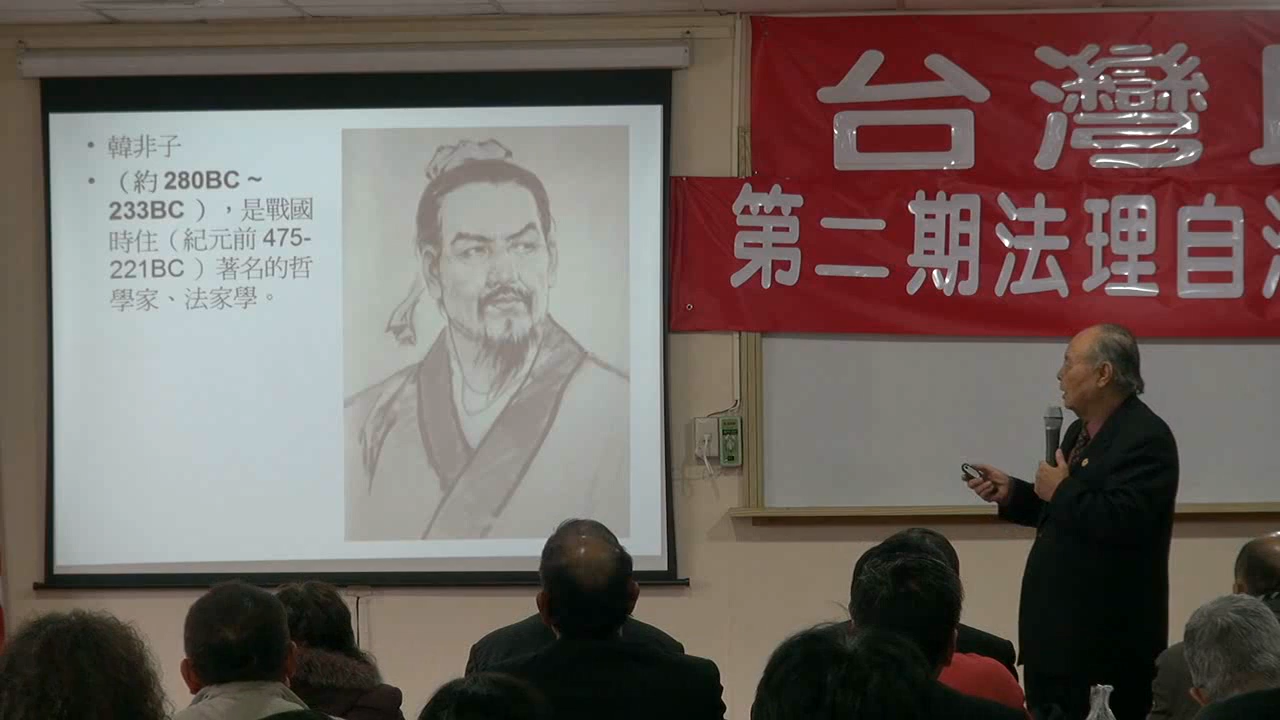 韓非子
（約 280BC ~
233BC ），是戰國
時住（紀元前 475-
221BC ）著名的哲
學家、法家學。
台灣
第二期法理自